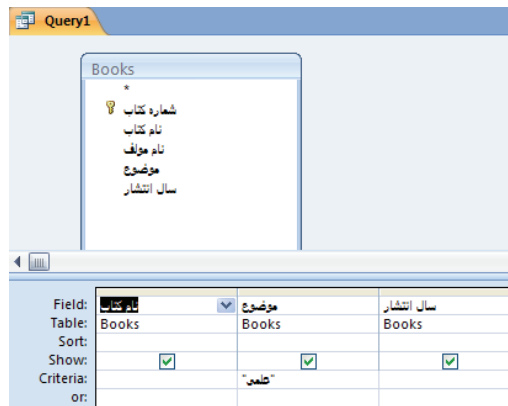 Query1
Books
*
شماره کتاب
نام کتاب
نام مولف
موضوع
سال انتشار
Field: نام کتاب موضوع سال انتشار
Table: Books Books Books
Sort:
Show:
Criteria: "علمی"
or: